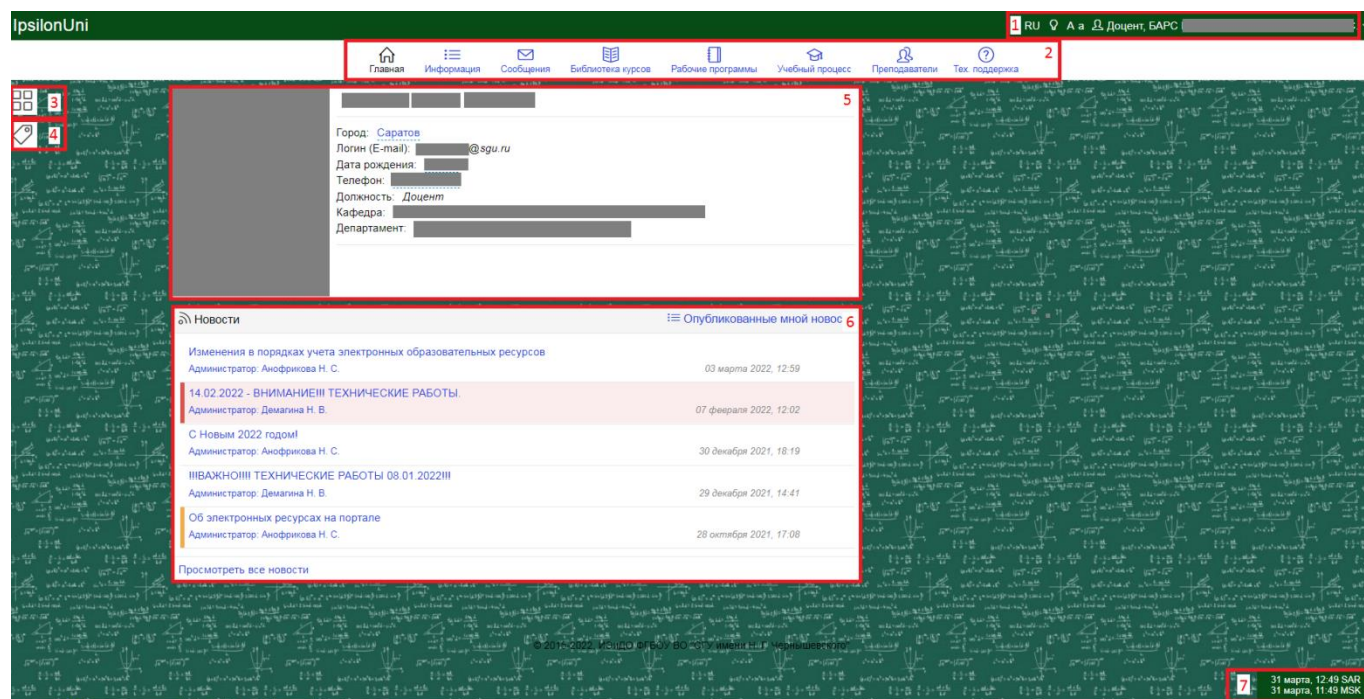 IpsilonUni
1 RU A a Доцент, БАРС (
Главная Информация Сообщения Библиотека курсов Рабочие программы Учебный процесс Преподаватели Тех. поддержка 2
3
4
5
Город: Саратов
Логин (E-mail): @sgu.ru
Дата рождения:
Телефон:
Должность: Доцент
Кафедра:
Департамент:
Новости Опубликованные мной новос 6
Изменения в порядках учета электронных образовательных ресурсов
Администратор: Анофрикова Н. С. 03 марта 2022, 12:59
14.02.2022 - ВНИМАНИЕ!!! ТЕХНИЧЕСКИЕ РАБОТЫ.
Администратор: Демагина Н. В. 07 февраля 2022, 12:02
С Новым 2022 годом!
Администратор: Анофрикова Н. С. 30 декабря 2021, 18:19
!!!ВАЖНО!!!! ТЕХНИЧЕСКИЕ РАБОТЫ 08.01.2022!!!
Администратор: Демагина Н. В. 29 декабря 2021, 14:41
Об электронных ресурсах на портале
Администратор: Анофрикова Н. С. 28 октября 2021, 17:08
Просмотреть все новости
2022, ФГБОУ ВО имени Н. Г. Чернышевского"
7 31 марта, 12:49 SAR
31 марта, 11:49 MSK